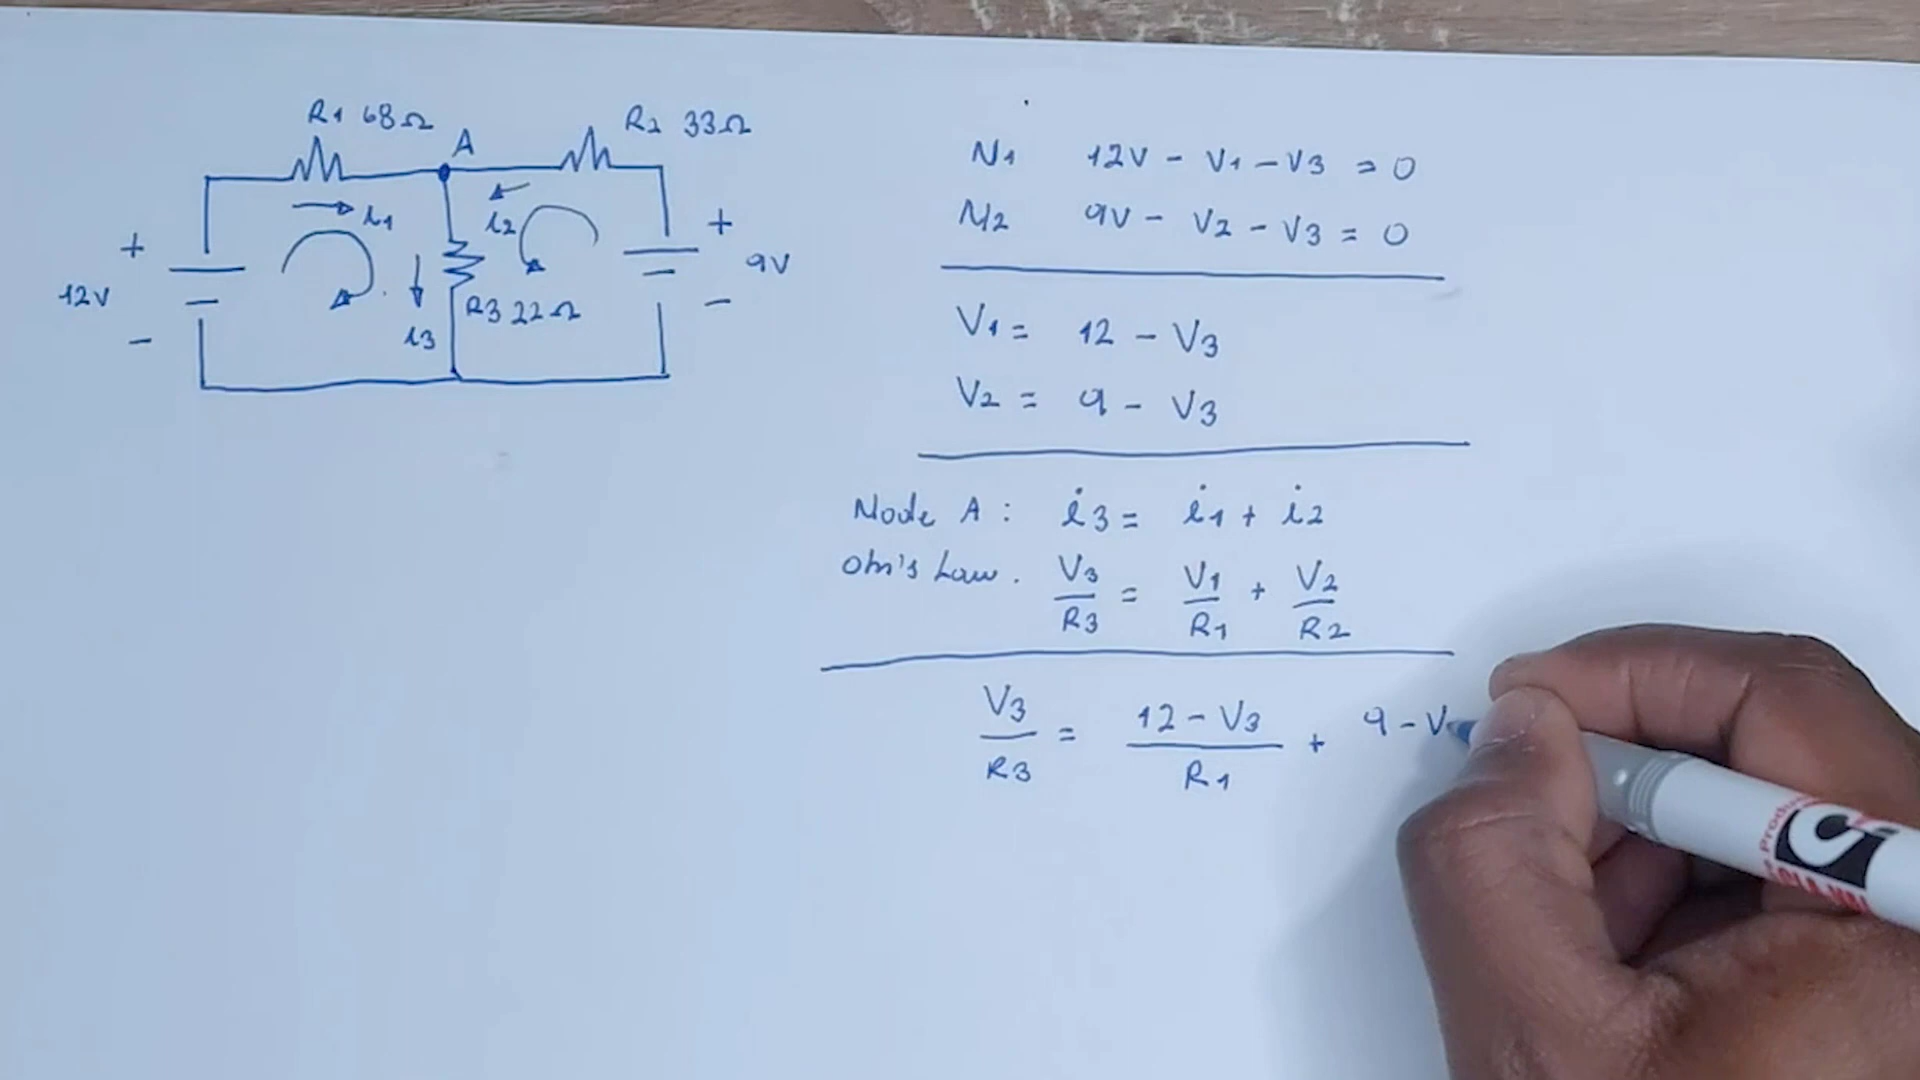 R1 68Ω
A
R2 33Ω
i1
i2
+
12V
-
+
9V
-
R3 22Ω
i3
N1 12V - V1 - V3 = 0
N2 9V - V2 - V3 = 0
V1 = 12 - V3
V2 = 9 - V3
Node A : i3 = i1 + i2
Ohm's Law. V3/R3 = V1/R1 + V2/R2
V3/R3 = 12 - V3/R1 + 9 - V